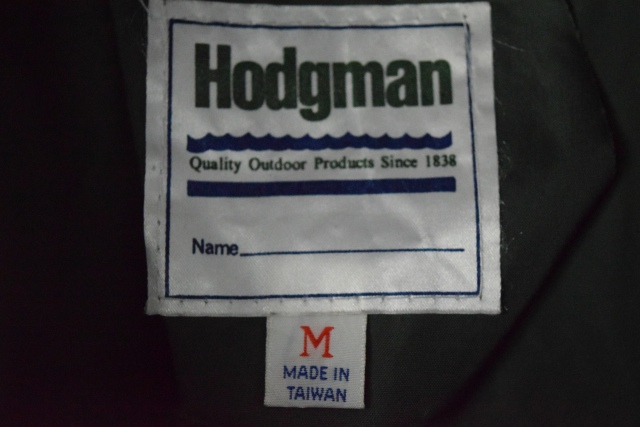 Hodgman
Quality Outdoor Products Since 1838
Name
M
MADE IN
TAIWAN